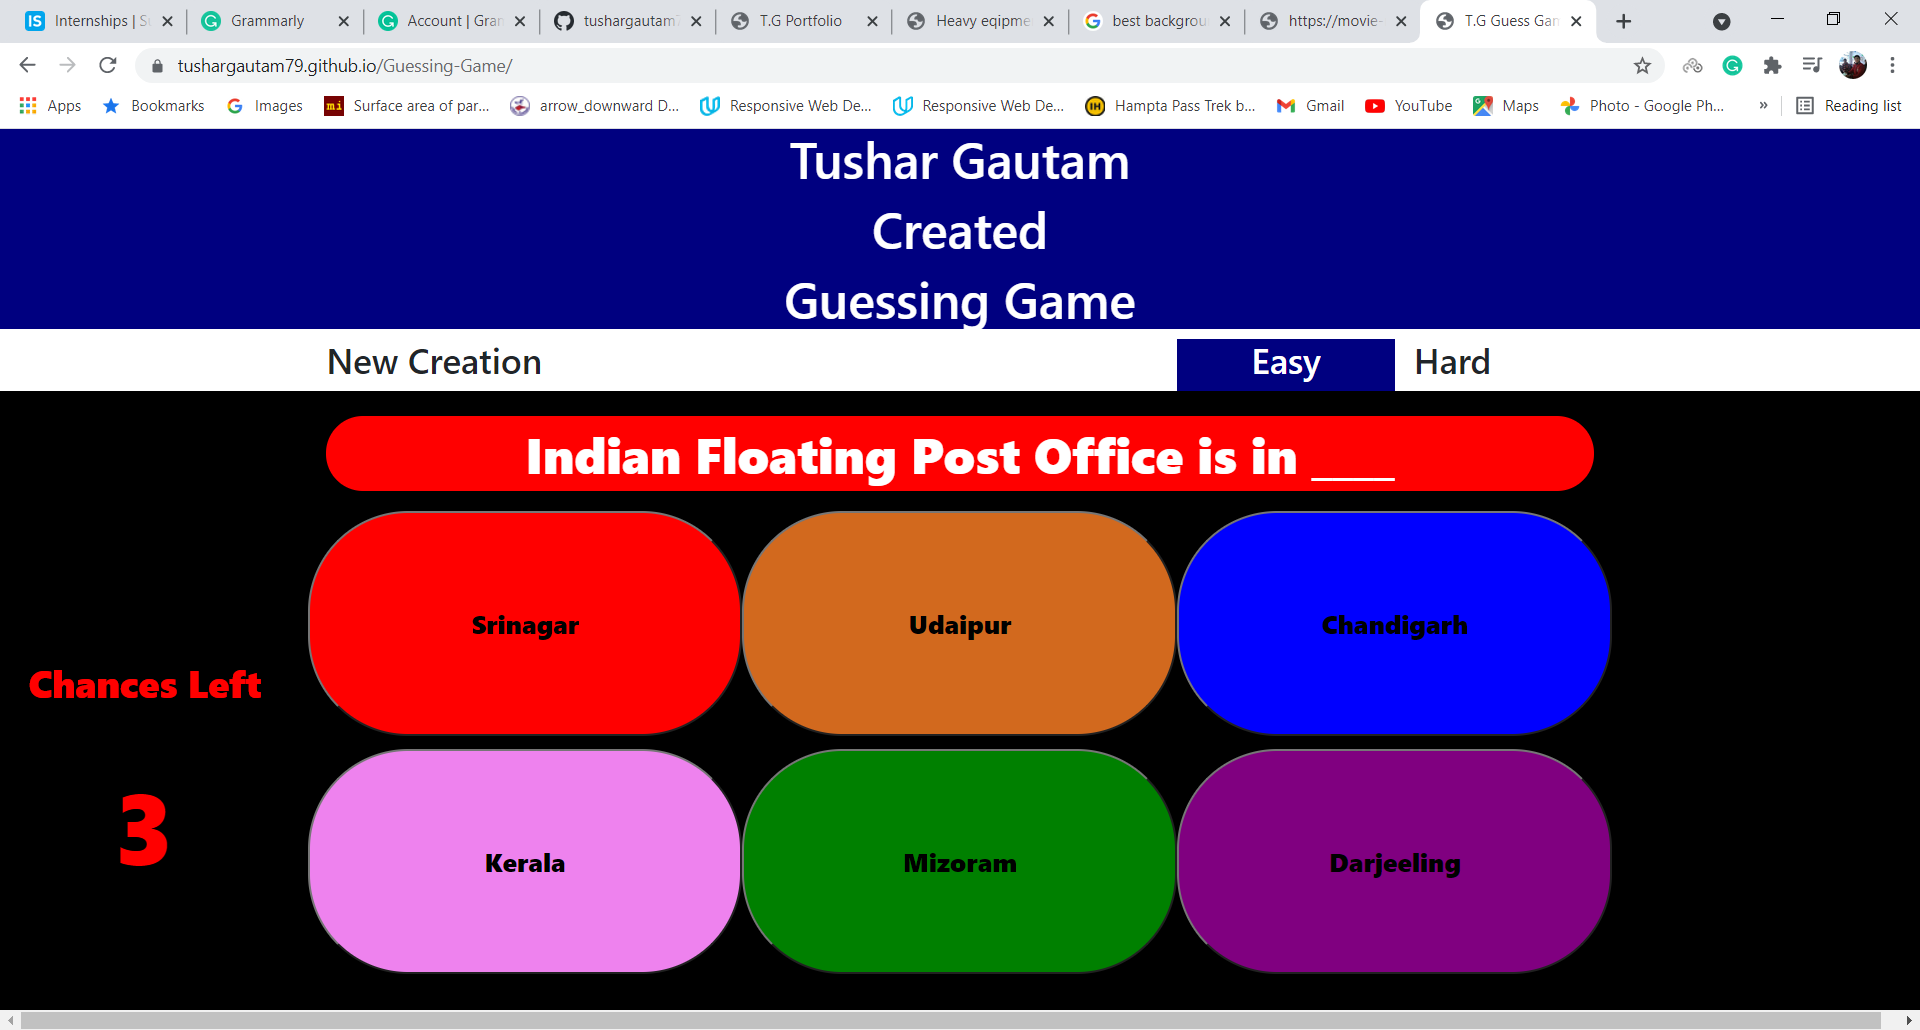 Internships | S
Grammarly
Account | Gra
tushargautam7
T.G Portfolio
Heavy eqipme
best backgrou
https://movie-
T.G Guess Gam
tushargautam79.github.io/Guessing-Game/
Apps
Bookmarks
Images
Surface area of par...
arrow_downward D...
Responsive Web De...
Responsive Web De...
Hampta Pass Trek b...
Gmail
YouTube
Maps
Photo - Google Ph...
»
Reading list
Tushar Gautam
Created
Guessing Game
New Creation
Easy
Hard
Indian Floating Post Office is in ____
Srinagar
Udaipur
Chandigarh
Chances Left
3
Kerala
Mizoram
Darjeeling